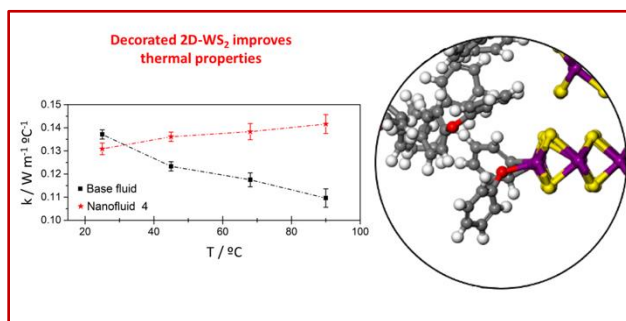 Decorated 2D-WS₂ improves
thermal properties
k / W m⁻¹ ºC⁻¹
0.15
0.14
0.13
0.12
0.11
0.10
Base fluid
Nanofluid 4
20
40
60
80
100
T / ºC